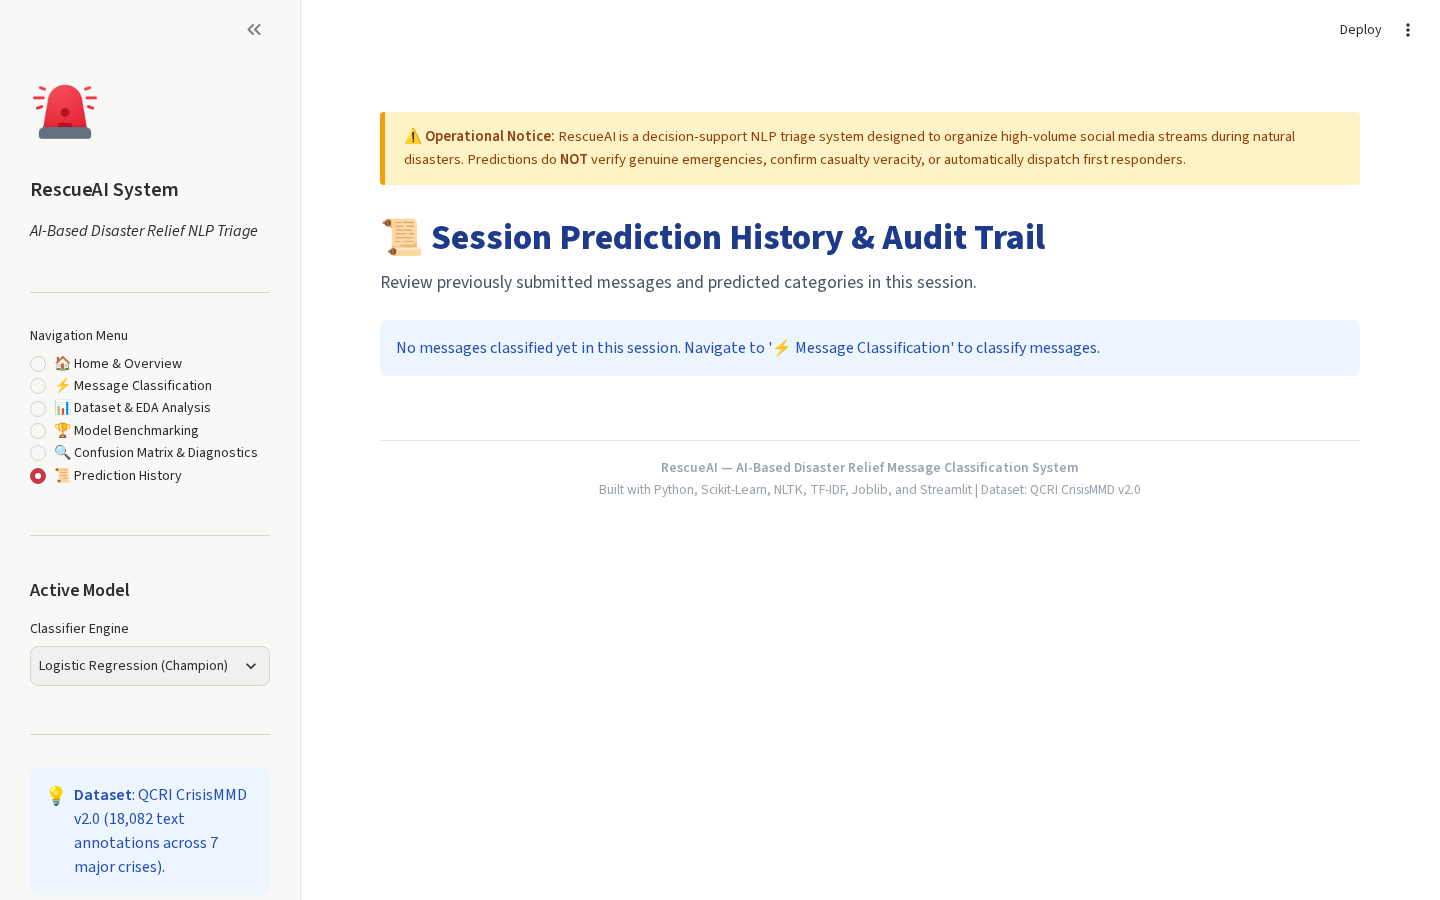 RescueAI System
AI-Based Disaster Relief NLP Triage
Navigation Menu
🏠 Home & Overview
⚡ Message Classification
📊 Dataset & EDA Analysis
🏆 Model Benchmarking
🔍 Confusion Matrix & Diagnostics
📜 Prediction History
Active Model
Classifier Engine
Logistic Regression (Champion)
💡 Dataset: QCRI CrisisMMD
v2.0 (18,082 text
annotations across 7
major crises).
Deploy
⚠️ Operational Notice: RescueAI is a decision-support NLP triage system designed to organize high-volume social media streams during natural
disasters. Predictions do NOT verify genuine emergencies, confirm casualty veracity, or automatically dispatch first responders.
📜 Session Prediction History & Audit Trail
Review previously submitted messages and predicted categories in this session.
No messages classified yet in this session. Navigate to '⚡ Message Classification' to classify messages.
RescueAI — AI-Based Disaster Relief Message Classification System
Built with Python, Scikit-Learn, NLTK, TF-IDF, Joblib, and Streamlit | Dataset: QCRI CrisisMMD v2.0